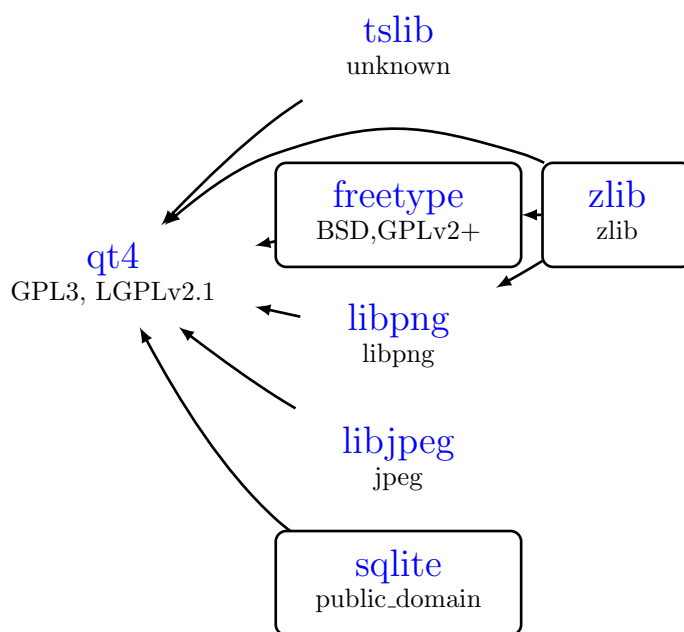 tslib
unknown
freetype
BSD,GPLv2+
zlib
zlib
qt4
GPL3, LGPLv2.1
libpng
libpng
libjpeg
jpeg
sqlite
public_domain